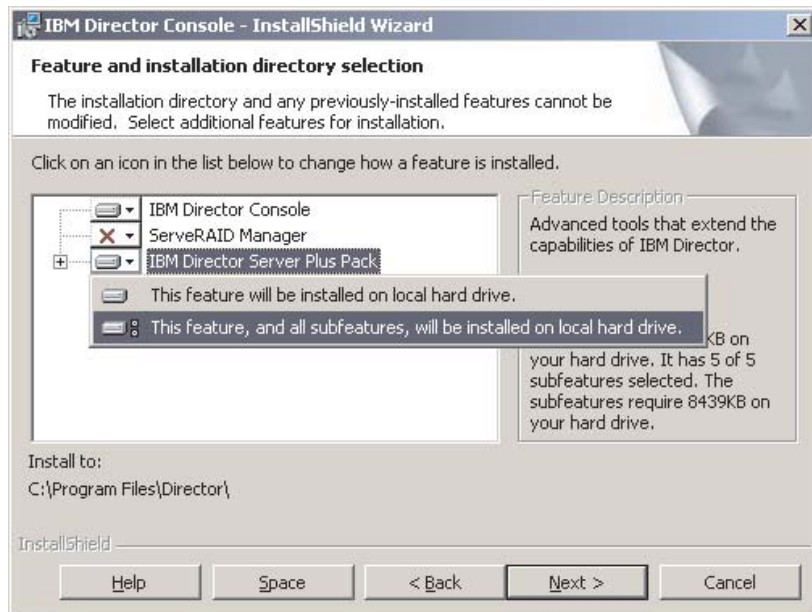 IBM Director Console - InstallShield Wizard
Feature and installation directory selection
The installation directory and any previously-installed features cannot be
modified. Select additional features for installation.
Click on an icon in the list below to change how a feature is installed.
IBM Director Console
ServeRAID Manager
IBM Director Server Plus Pack
This feature will be installed on local hard drive.
This feature, and all subfeatures, will be installed on local hard drive.
Feature Description
Advanced tools that extend the
capabilities of IBM Director.
KB on
your hard drive. It has 5 of 5
subfeatures selected. The
subfeatures require 8439KB on
your hard drive.
Install to:
C:\Program Files\Director\
InstallShield
Help
Space
< Back
Next >
Cancel